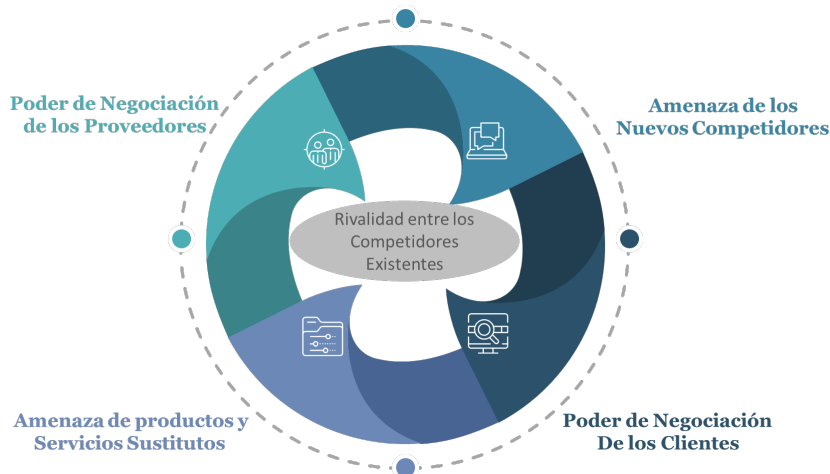 Poder de Negociación
de los Proveedores
Amenaza de los
Nuevos Competidores
Rivalidad entre los
Competidores
Existentes
Amenaza de productos y
Servicios Sustitutos
Poder de Negociación
De los Clientes